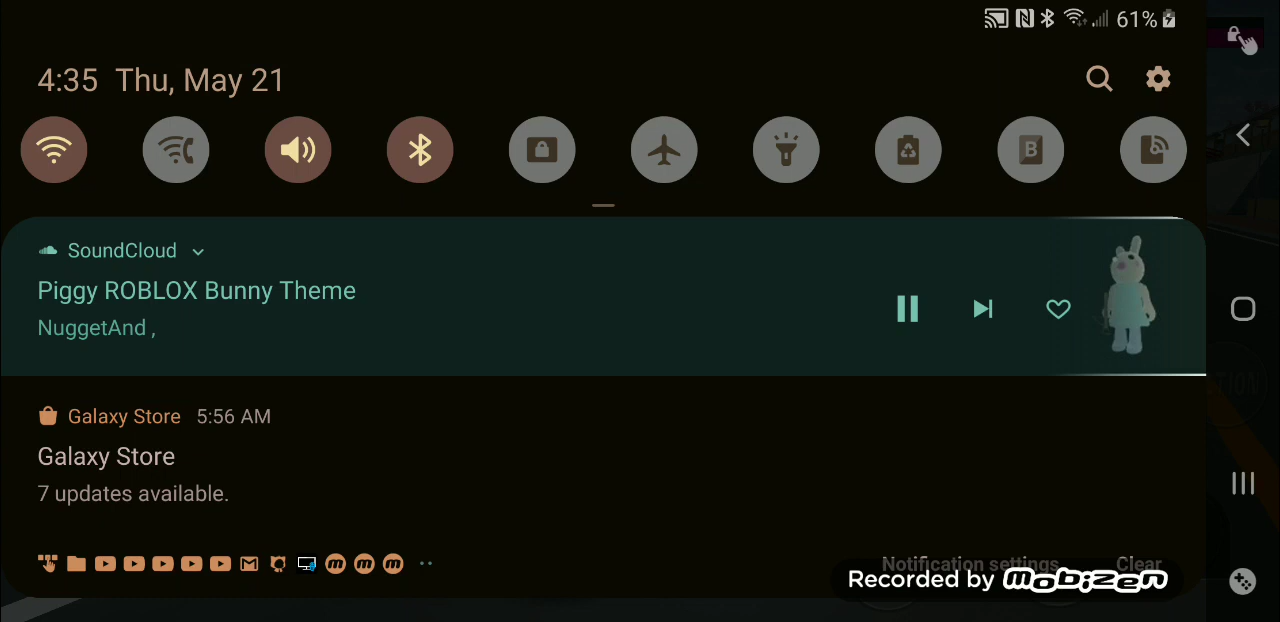 61%
4:35 Thu, May 21
B
SoundCloud
Piggy ROBLOX Bunny Theme
NuggetAnd ,
Galaxy Store 5:56 AM
Galaxy Store
7 updates available.
Notification settings Clear
Recorded by mobizen